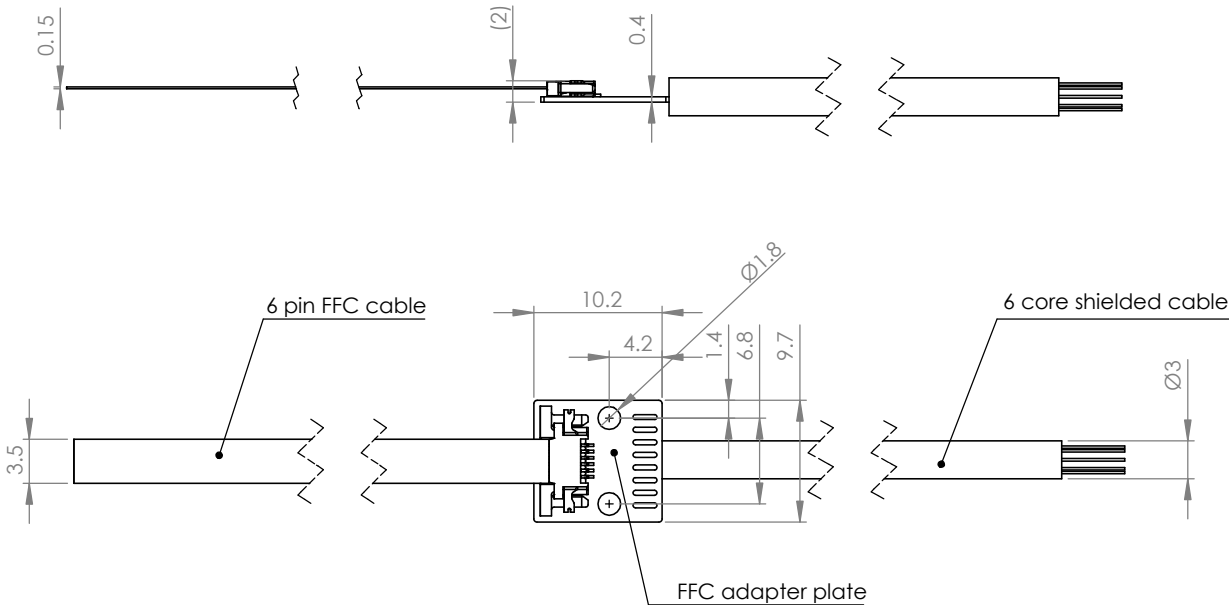 0.15
(2)
0.4
Ø1.8
6 pin FFC cable
10.2
6 core shielded cable
4.2
1.4
6.8
9.7
Ø3
3.5
FFC adapter plate